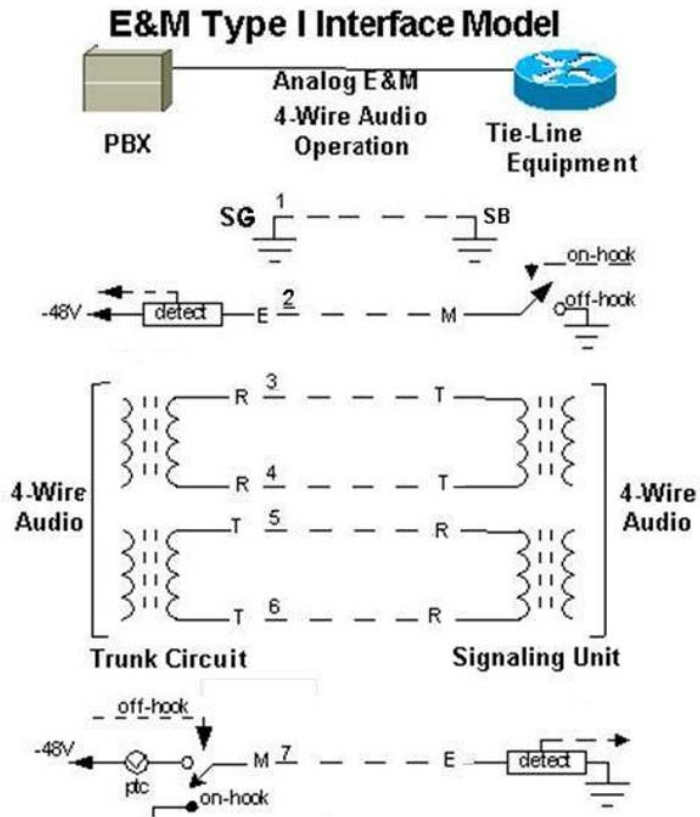 E&M Type I Interface Model
Analog E&M
4-Wire Audio
Operation
PBX
Tie-Line
Equipment
SG 1 SB
on-hook
-48V detect E 2 M off-hook
R 3 T
R 4 T
4-Wire
Audio
4-Wire
Audio
T 5 R
T 6 R
Trunk Circuit
Signaling Unit
off-hook
-48V ptc M 7 E detect
on-hook